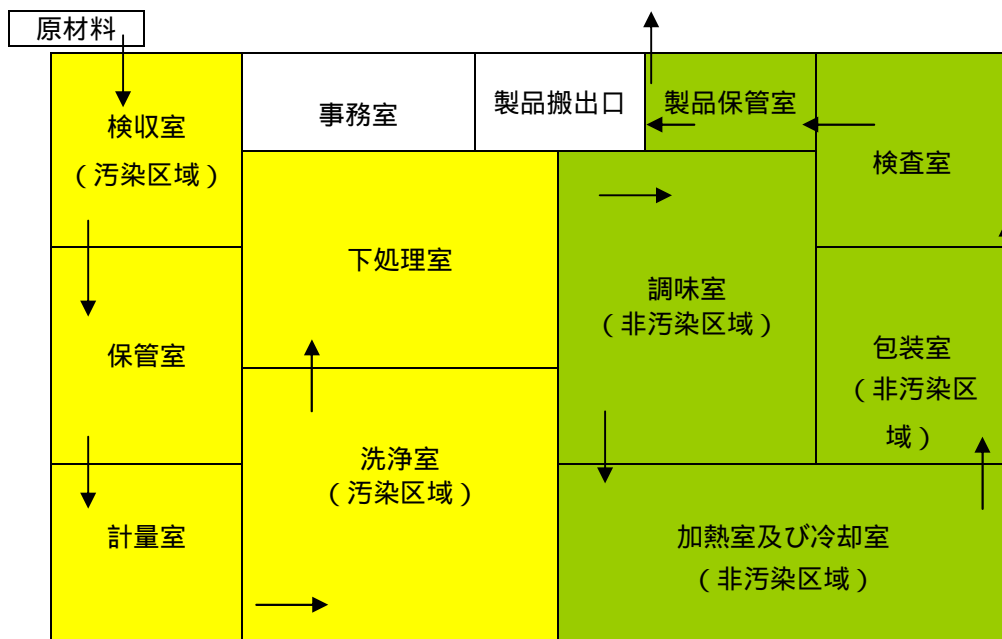 原材料
検収室
（汚染区域）
事務室
製品搬出口
製品保管室
検査室
下処理室
調味室
（非汚染区域）
保管室
包装室
（非汚染区
域）
洗浄室
（汚染区域）
計量室
加熱室及び冷却室
（非汚染区域）